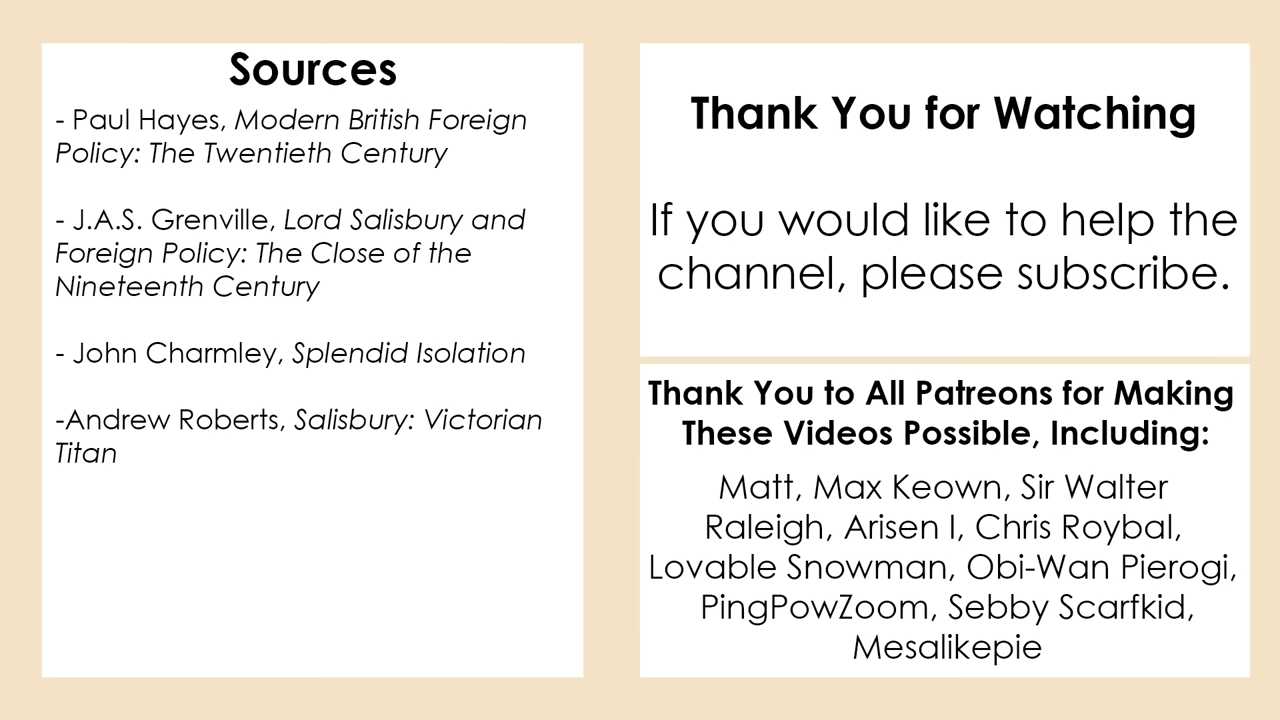 Sources
- Paul Hayes, Modern British Foreign
Policy: The Twentieth Century
- J.A.S. Grenville, Lord Salisbury and
Foreign Policy: The Close of the
Nineteenth Century
- John Charmley, Splendid Isolation
-Andrew Roberts, Salisbury: Victorian
Titan
Thank You for Watching
If you would like to help the
channel, please subscribe.
Thank You to All Patreons for Making
These Videos Possible, Including:
Matt, Max Keown, Sir Walter
Raleigh, Arisen I, Chris Roybal,
Lovable Snowman, Obi-Wan Pierogi,
PingPowZoom, Sebby Scarfkid,
Mesalikepie